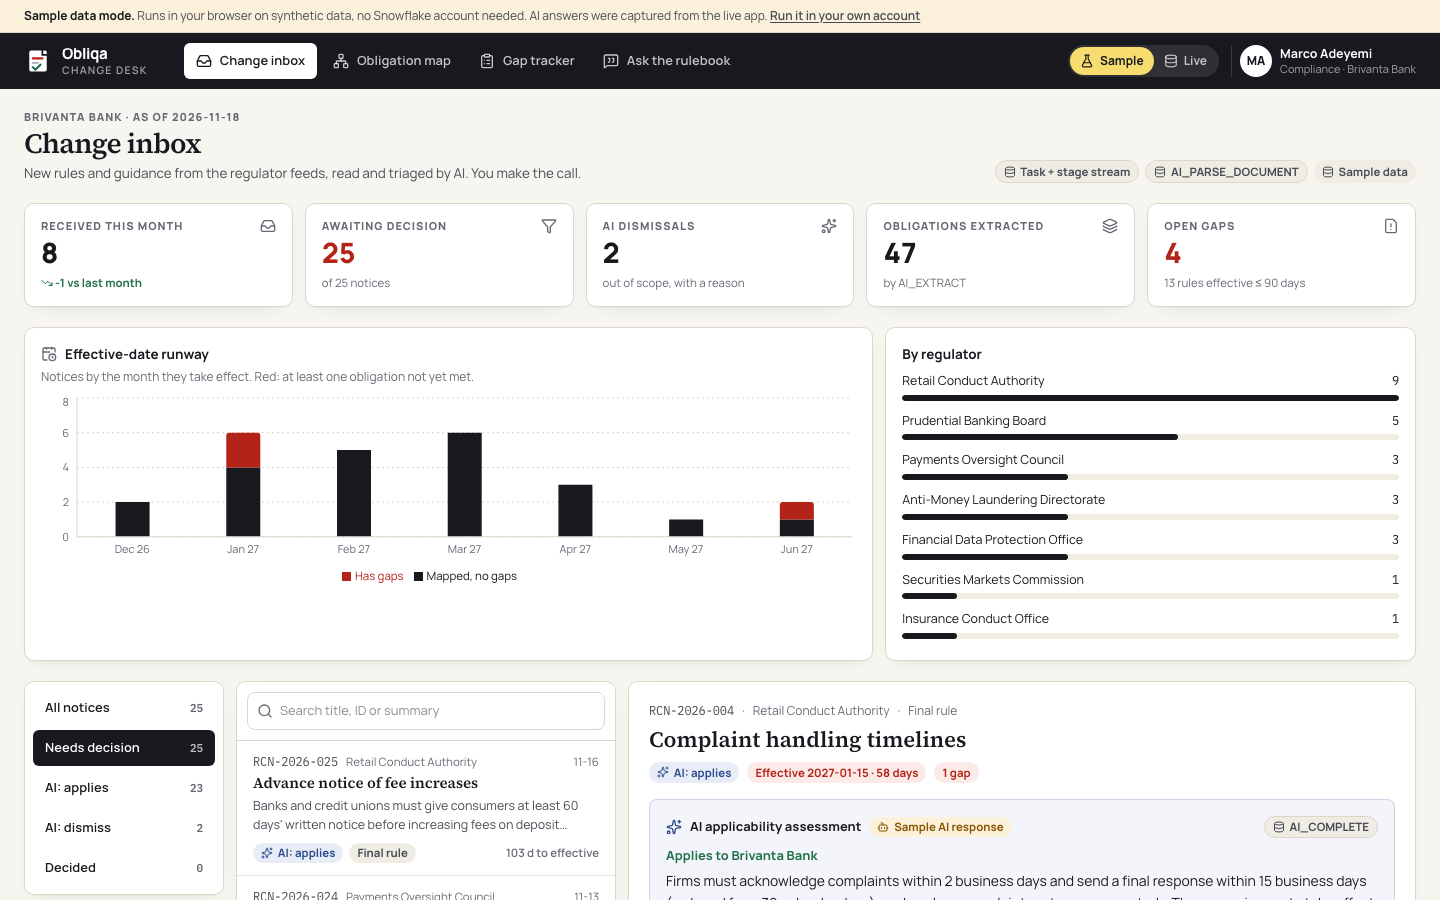 Sample data mode. Runs in your browser on synthetic data, no Snowflake account needed. AI answers were captured from the live app. Run it in your own account
Obliqa
CHANGE DESK
Change inbox
Obligation map
Gap tracker
Ask the rulebook
Sample
Live
MA
Marco Adeyemi
Compliance · Brivanta Bank
BRIVANTA BANK · AS OF 2026-11-18
Change inbox
New rules and guidance from the regulator feeds, read and triaged by AI. You make the call.
Task + stage stream
AI_PARSE_DOCUMENT
Sample data
RECEIVED THIS MONTH
8
-1 vs last month
AWAITING DECISION
25
of 25 notices
AI DISMISSALS
2
out of scope, with a reason
OBLIGATIONS EXTRACTED
47
by AI_EXTRACT
OPEN GAPS
4
13 rules effective ≤ 90 days
Effective-date runway
Notices by the month they take effect. Red: at least one obligation not yet met.
8
6
4
2
0
Dec 26
Jan 27
Feb 27
Mar 27
Apr 27
May 27
Jun 27
Has gaps
Mapped, no gaps
By regulator
Retail Conduct Authority 9
Prudential Banking Board 5
Payments Oversight Council 3
Anti-Money Laundering Directorate 3
Financial Data Protection Office 3
Securities Markets Commission 1
Insurance Conduct Office 1
All notices 25
Needs decision 25
AI: applies 23
AI: dismiss 2
Decided 0
Search title, ID or summary
RCN-2026-025 Retail Conduct Authority 11-16
Advance notice of fee increases
Banks and credit unions must give consumers at least 60
days' written notice before increasing fees on deposit…
AI: applies
Final rule
103 d to effective
RCN-2026-024 Payments Oversight Council 11-13
RCN-2026-004 · Retail Conduct Authority · Final rule
Complaint handling timelines
AI: applies
Effective 2027-01-15 · 58 days
1 gap
AI applicability assessment
Sample AI response
AI_COMPLETE
Applies to Brivanta Bank
Firms must acknowledge complaints within 2 business days and send a final response within 15 business days